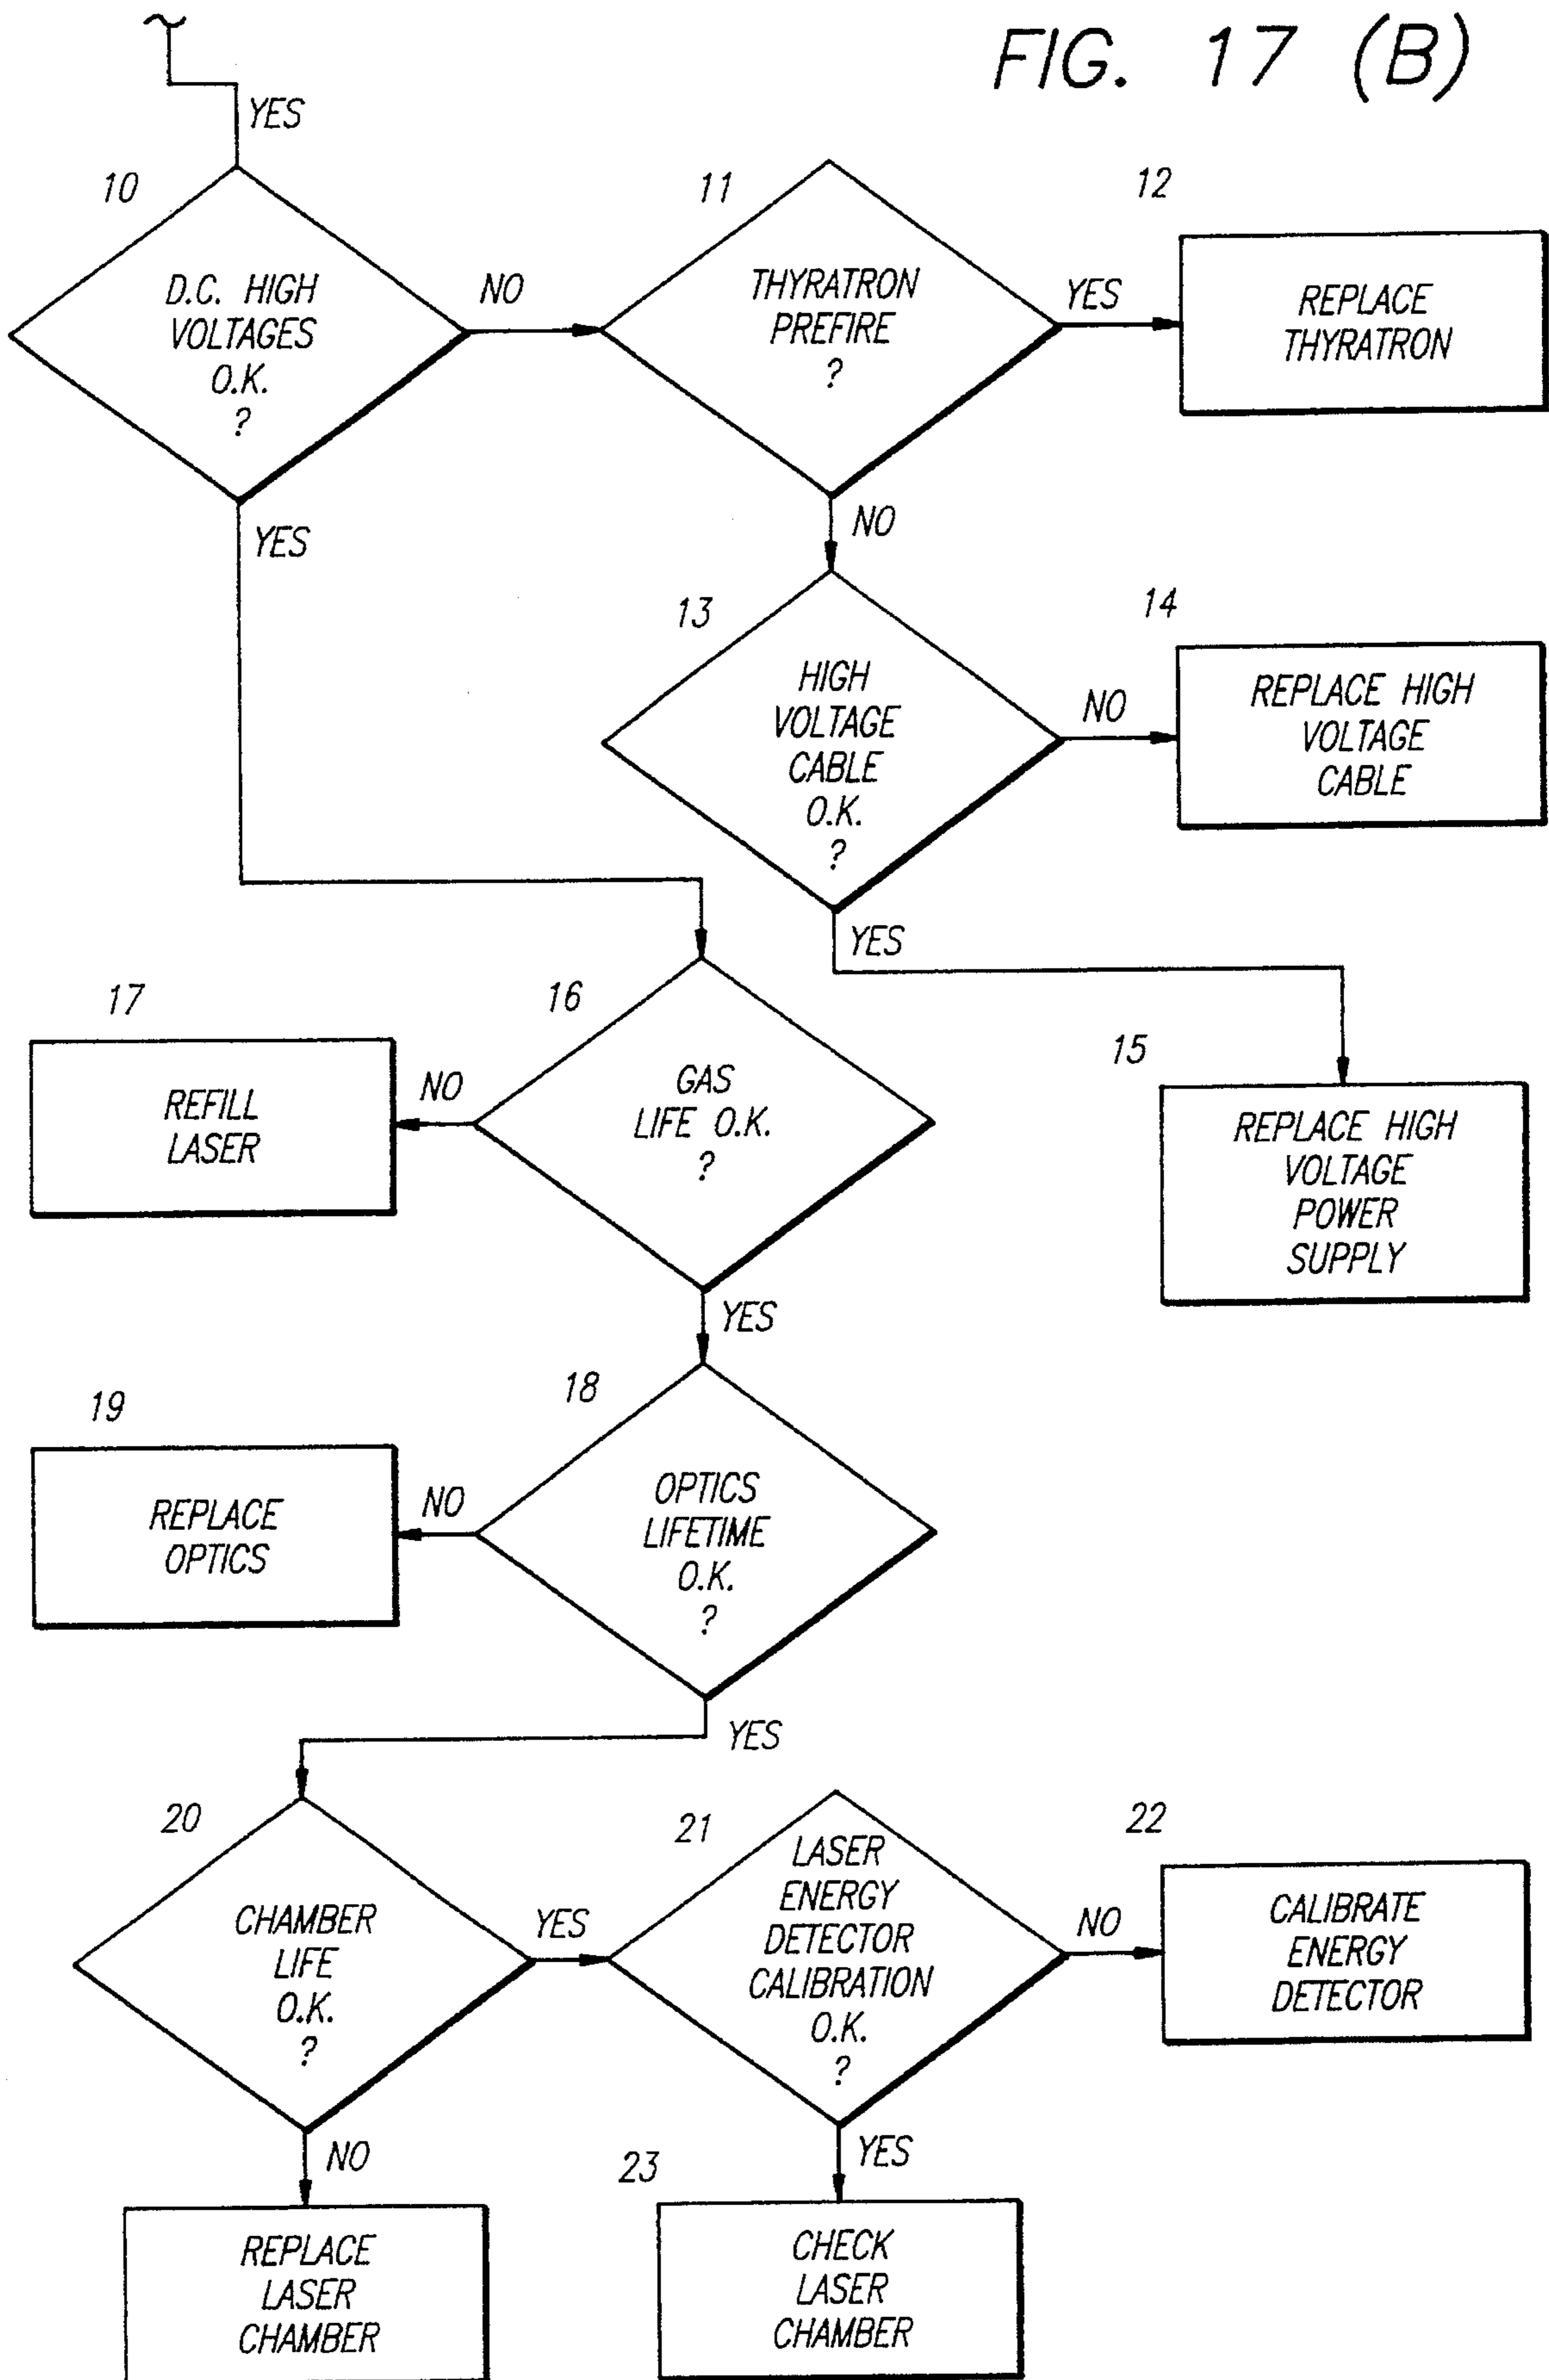 FIG. 17 (B)
YES
10
D.C. HIGH
VOLTAGES
O.K.
?
NO
YES
11
THYRATRON
PREFIRE
?
YES
NO
12
REPLACE
THYRATRON
13
HIGH
VOLTAGE
CABLE
O.K.
?
NO
YES
14
REPLACE HIGH
VOLTAGE
CABLE
15
REPLACE HIGH
VOLTAGE
POWER
SUPPLY
16
GAS
LIFE O.K.
?
NO
YES
17
REFILL
LASER
18
OPTICS
LIFETIME
O.K.
?
NO
YES
19
REPLACE
OPTICS
20
CHAMBER
LIFE
O.K.
?
YES
NO
REPLACE
LASER
CHAMBER
21
LASER
ENERGY
DETECTOR
CALIBRATION
O.K.
?
NO
YES
22
CALIBRATE
ENERGY
DETECTOR
23
CHECK
LASER
CHAMBER